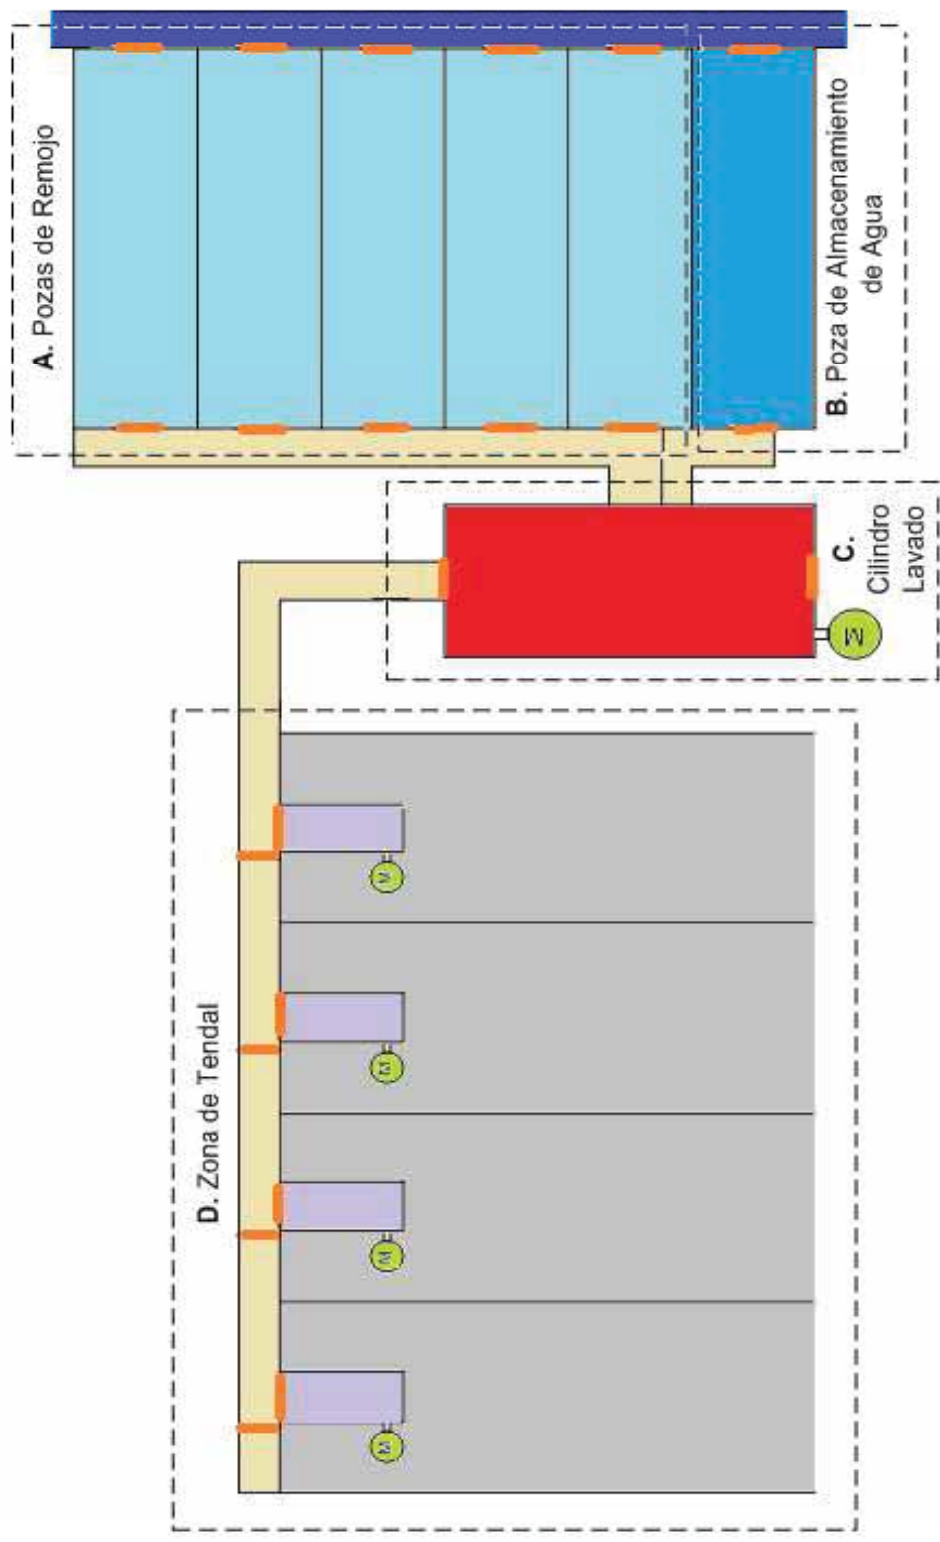 A. Pozas de Remojo
B. Poza de Almacenamiento
de Agua
C.
Cilindro
Lavado
M
D. Zona de Tendal
M
M
M
M